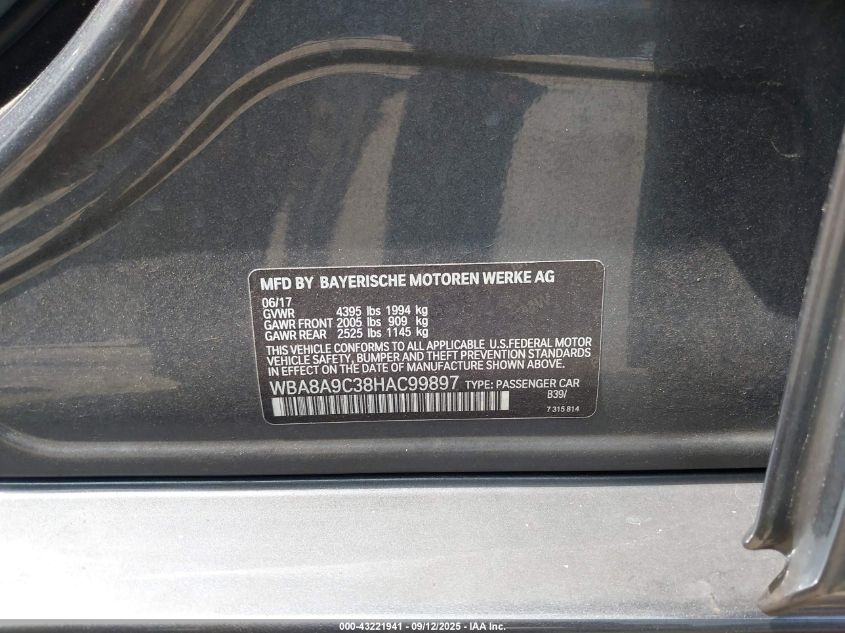 MFD BY BAYERISCHE MOTOREN WERKE AG
06/17
GVWR 4395 lbs 1994 kg
GAWR FRONT 2005 lbs 909 kg
GAWR REAR 2525 lbs 1145 kg
THIS VEHICLE CONFORMS TO ALL APPLICABLE U.S.FEDERAL MOTOR
VEHICLE SAFETY, BUMPER AND THEFT PREVENTION STANDARDS
IN EFFECT ON THE DATE OF MANUFACTURE SHOWN ABOVE.
WBA8A9C38HAC99897 TYPE: PASSENGER CAR
B39/
7 315 814
000-43221941 - 09/12/2025 - IAA Inc.